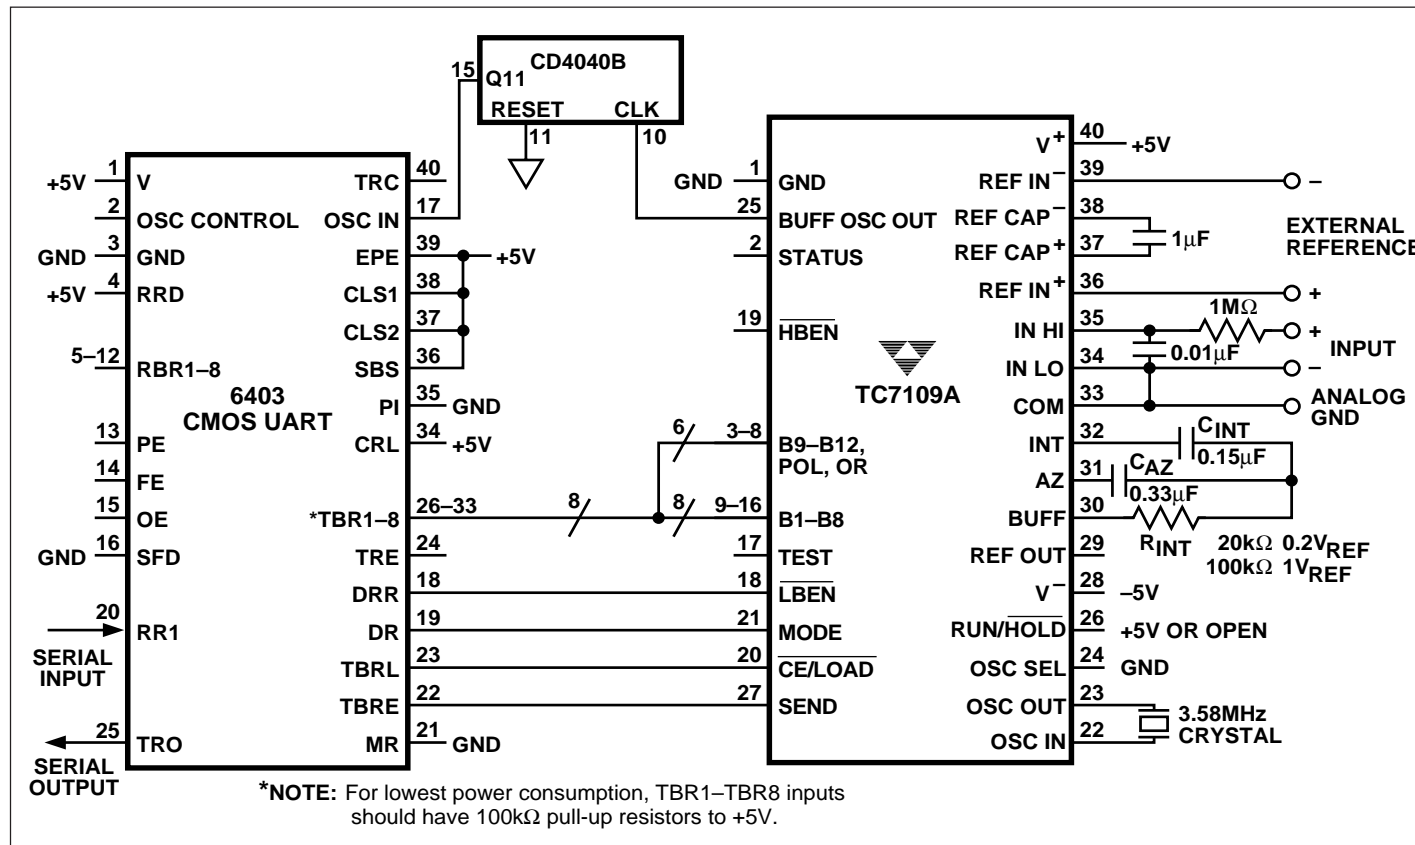 CD4040B
15 Q11
RESET CLK
11 10
1 V 40 TRC
+5V
2 OSC CONTROL 17 OSC IN
3 GND 39 EPE
GND +5V
4 RRD 38 CLS1
+5V
37 CLS2
5–12 RBR1–8 36 SBS
6403
CMOS UART
35 PI GND
13 PE 34 CRL +5V
14 FE
15 OE *TBR1–8 26–33
16 SFD 24 TRE
GND
18 DRR
20 RR1 19 DR
SERIAL
INPUT
23 TBRL
22 TBRE
25 TRO 21 MR GND
SERIAL
OUTPUT
8 6 8
TC7109A
GND 1 GND
25 BUFF OSC OUT
2 STATUS
19 HBEN
3–8 B9–B12,
POL, OR
9–16 B1–B8
17 TEST
18 LBEN
21 MODE
20 CE/LOAD
27 SEND
V+ 40 +5V
REF IN– 39 –
REF CAP– 38
1μF
REF CAP+ 37
EXTERNAL
REFERENCE
REF IN+ 36 +
IN HI 35 1MΩ +
0.01μF INPUT
IN LO 34 –
COM 33 ANALOG
GND
INT 32 CINT
0.15μF
AZ 31 CAZ
0.33μF
BUFF 30 RINT
20kΩ 0.2VREF
100kΩ 1VREF
REF OUT 29
V– 28 –5V
RUN/HOLD 26 +5V OR OPEN
OSC SEL 24 GND
OSC OUT 23
3.58MHz
CRYSTAL
OSC IN 22
*NOTE: For lowest power consumption, TBR1–TBR8 inputs
should have 100kΩ pull-up resistors to +5V.